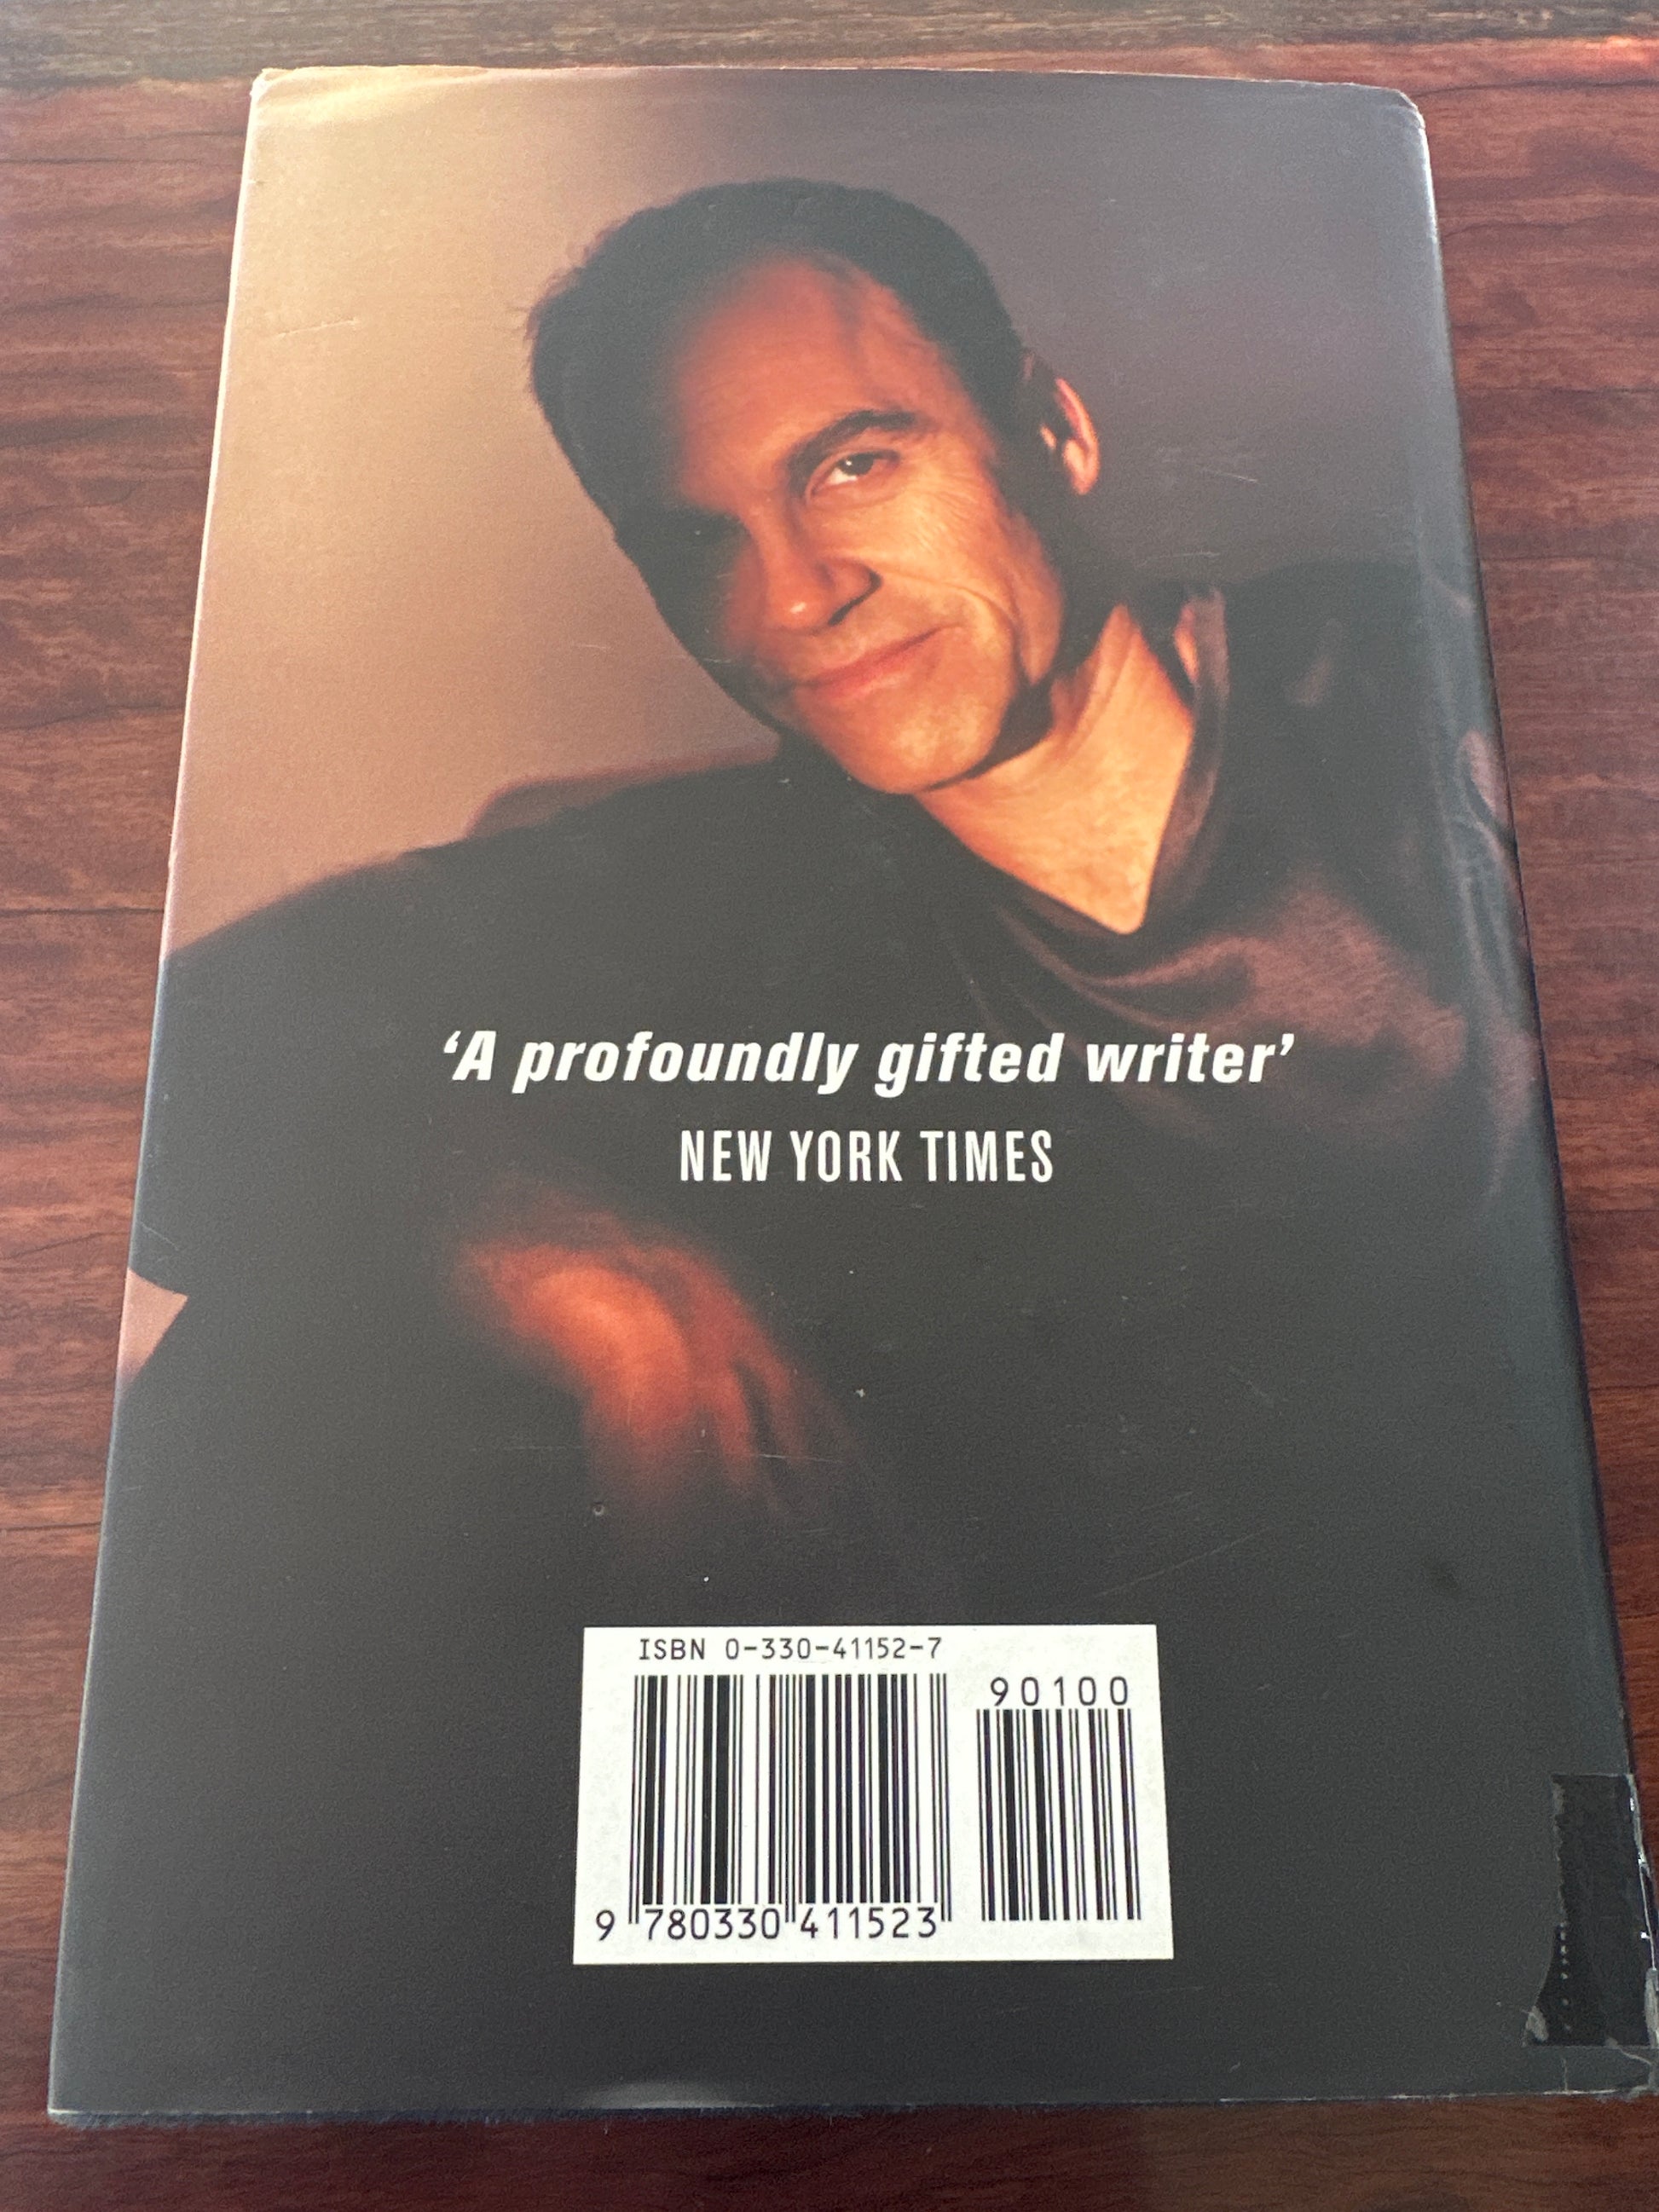 ‘A profoundly gifted writer’
NEW YORK TIMES
ISBN 0-330-41152-7
90100
9 780330 411523